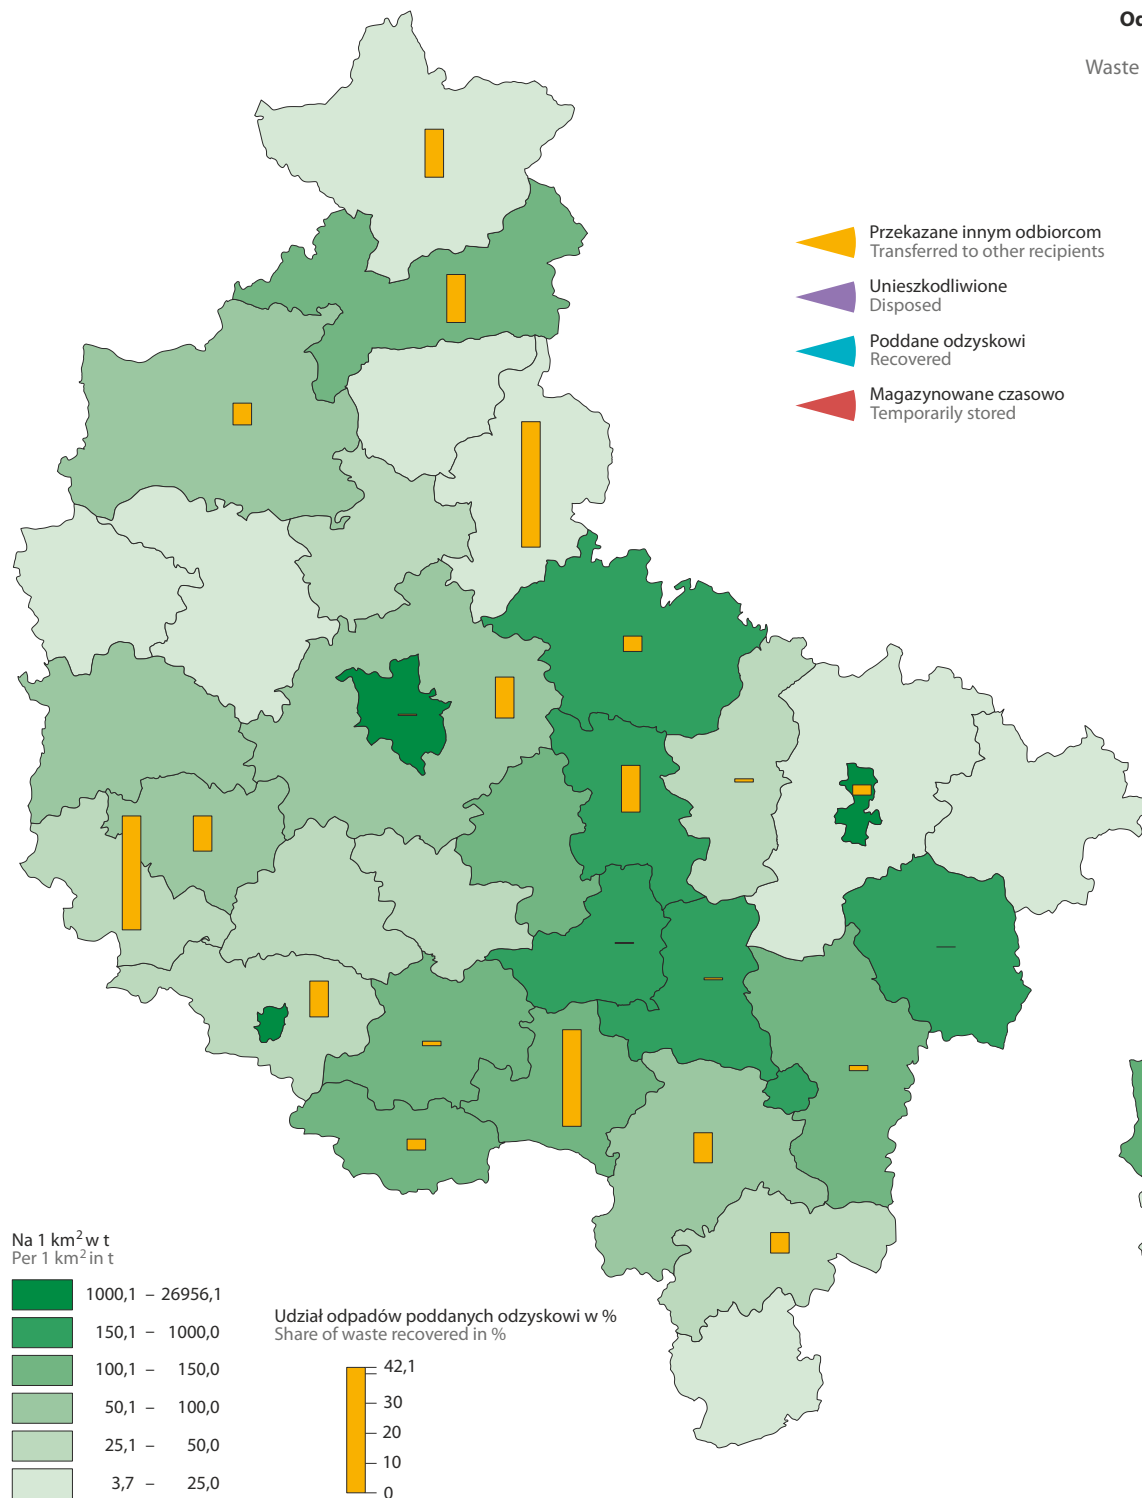 Waste
Przekazane innym odbiorcom
Transferred to other recipients
Unieszkodliwione
Disposed
Poddane odzyskowi
Recovered
Magazynowane czasowo
Temporarily stored
Na 1 km² w t
Per 1 km² in t
1000,1 – 26956,1
150,1 – 1000,0
100,1 – 150,0
50,1 – 100,0
25,1 – 50,0
3,7 – 25,0
Udział odpadów poddanych odzyskowi w %
Share of waste recovered in %
42,1
30
20
10
0